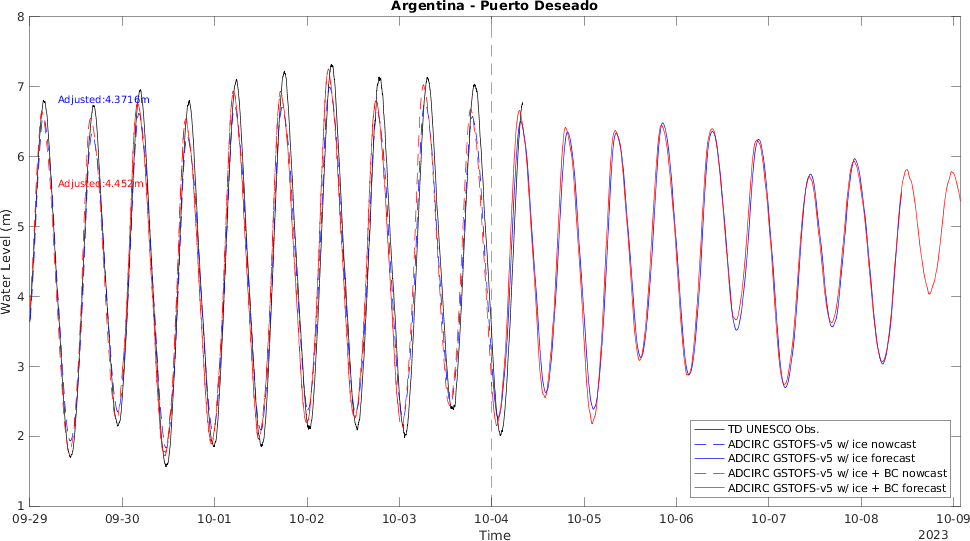 Argentina - Puerto Deseado
8
7
6
5
4
3
2
1
Water Level (m)
Adjusted:4.3716m
Adjusted:4.452m
TD UNESCO Obs.
ADCIRC GSTOFS-v5 w/ ice nowcast
ADCIRC GSTOFS-v5 w/ ice forecast
ADCIRC GSTOFS-v5 w/ ice + BC nowcast
ADCIRC GSTOFS-v5 w/ ice + BC forecast
09-29 09-30 10-01 10-02 10-03 10-04 10-05 10-06 10-07 10-08 10-09
Time
2023